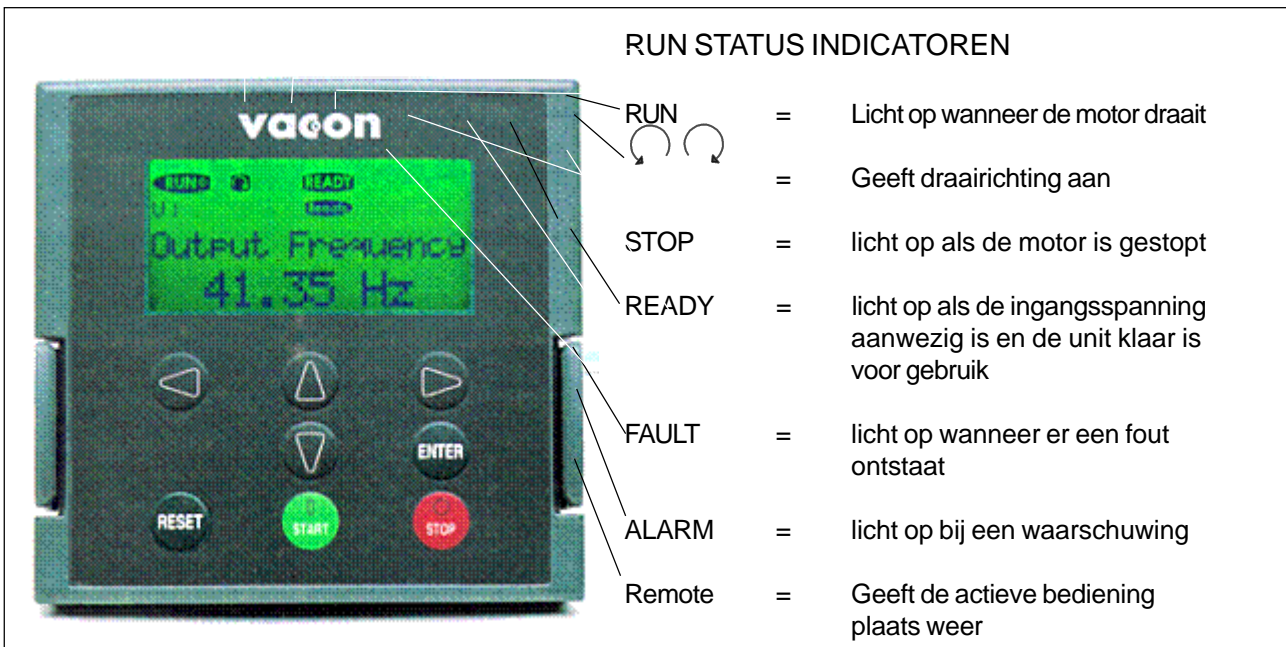 RUN STATUS INDICATOREN
vacon
RUN READY
V1
Remote
Output Frequency
41.35 Hz
ENTER
RESET START STOP
RUN = Licht op wanneer de motor draait
= Geeft draairichting aan
STOP = licht op als de motor is gestopt
READY = licht op als de ingangsspanning
aanwezig is en de unit klaar is
voor gebruik
FAULT = licht op wanneer er een fout
ontstaat
ALARM = licht op bij een waarschuwing
Remote = Geeft de actieve bediening
plaats weer